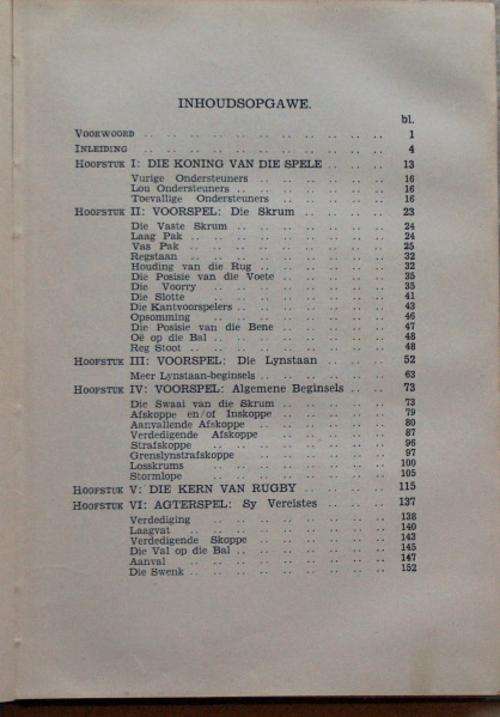 INHOUDSOPGAWE.
bl.
VOORWOORD .. .. .. .. .. .. .. .. .. .. .. 1
INLEIDING .. .. .. .. .. .. .. .. .. .. .. 4
HOOFSTUK I: DIE KONING VAN DIE SPELE .. .. .. 13
Vurige Ondersteuners .. .. .. .. .. .. 16
Lou Ondersteuners .. .. .. .. .. .. .. 16
Toevallige Ondersteuners .. .. .. .. .. 16
HOOFSTUK II: VOORSPEL: Die Skrum .. .. .. .. 23
Die Vaste Skrum .. .. .. .. .. .. .. 24
Laag Pak .. .. .. .. .. .. .. .. .. 24
Vas Pak .. .. .. .. .. .. .. .. .. 25
Regstaan .. .. .. .. .. .. .. .. .. 32
Houding van die Rug .. .. .. .. .. .. 32
Die Posisie van die Voete .. .. .. .. .. 35
Die Voorry .. .. .. .. .. .. .. .. 35
Die Slotte .. .. .. .. .. .. .. .. 41
Die Kantvoorspelers .. .. .. .. .. .. .. 43
Opsomming .. .. .. .. .. .. .. .. 46
Die Posisie van die Bene .. .. .. .. .. 47
Oë op die Bal .. .. .. .. .. .. .. .. 48
Reg Stoot .. .. .. .. .. .. .. .. .. 48
HOOFSTUK III: VOORSPEL: Die Lynstaan .. .. .. 52
Meer Lynstaan-beginsels .. .. .. .. .. .. 63
HOOFSTUK IV: VOORSPEL: Algemene Beginsels .. .. 73
Die Swaai van die Skrum .. .. .. .. .. 73
Afskoppe en/of Inskoppe .. .. .. .. .. 79
Aanvallende Afskoppe .. .. .. .. .. .. 80
Verdedigende Afskoppe .. .. .. .. .. .. 87
Strafskoppe .. .. .. .. .. .. .. .. 96
Grenslynstrafskoppe .. .. .. .. .. .. 97
Losskrums .. .. .. .. .. .. .. .. 100
Stormlope .. .. .. .. .. .. .. .. 105
HOOFSTUK V: DIE KERN VAN RUGBY .. .. .. .. 115
HOOFSTUK VI: AGTERSPEL: Sy Vereistes .. .. .. 137
Verdediging .. .. .. .. .. .. .. .. 138
Laagvat .. .. .. .. .. .. .. .. .. 140
Verdedigende Skoppe .. .. .. .. .. .. 143
Die Val op die Bal .. .. .. .. .. .. .. 145
Aanval .. .. .. .. .. .. .. .. .. 147
Die Swenk .. .. .. .. .. .. .. .. .. 152